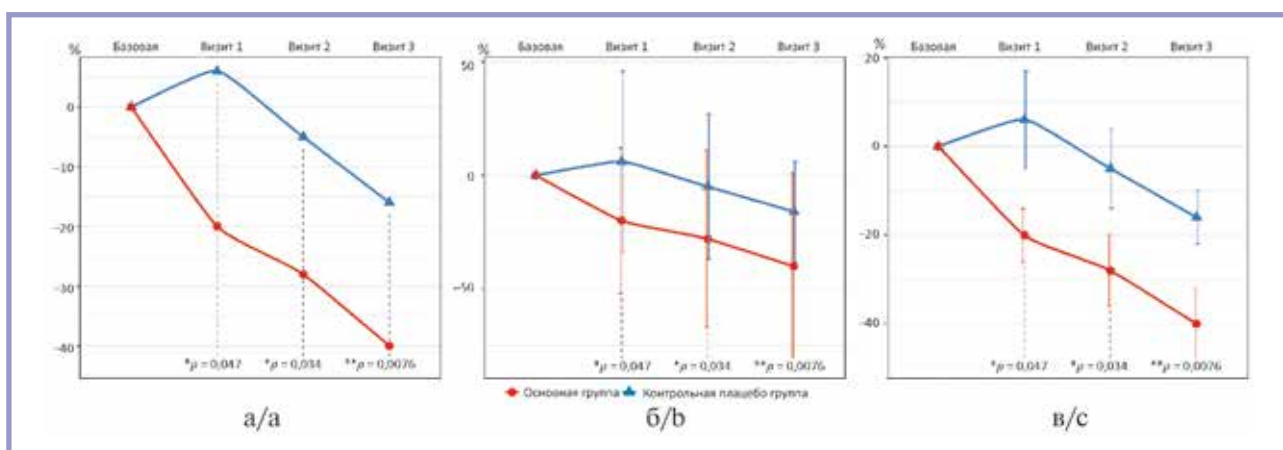 % Базовая Визит 1 Визит 2 Визит 3
0
-10
-20
-30
-40
*p = 0,047 *p = 0,034 **p = 0,0076
а/a
% Базовая Визит 1 Визит 2 Визит 3
50
0
-50
*p = 0,047 *p = 0,034 **p = 0,0076
Основная группа Контрольная плацебо группа
б/b
% Базовая Визит 1 Визит 2 Визит 3
20
0
-20
-40
*p = 0,047 *p = 0,034 **p = 0,0076
в/c